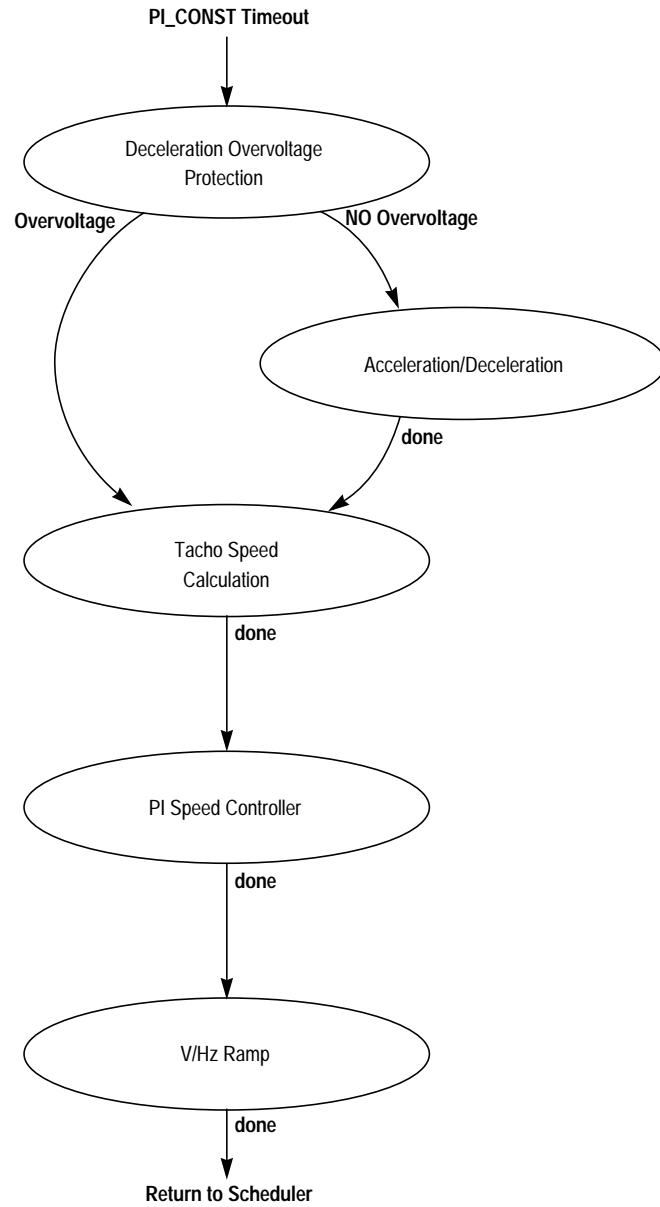 PI_CONST Timeout
Deceleration Overvoltage
Protection
Overvoltage
NO Overvoltage
Acceleration/Deceleration
done
Tacho Speed
Calculation
done
PI Speed Controller
done
V/Hz Ramp
done
Return to Scheduler